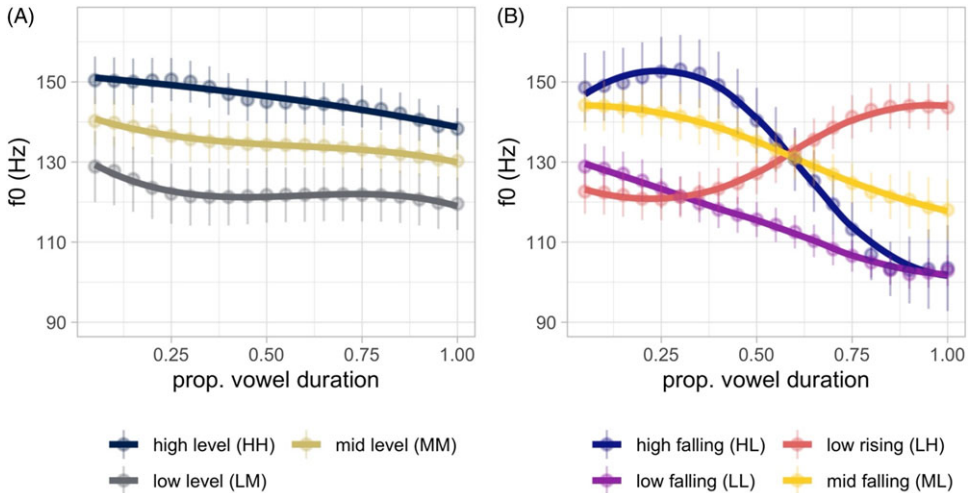 (A)
f0 (Hz)
150
130
110
90
0.25 0.50 0.75 1.00
prop. vowel duration
high level (HH) mid level (MM)
low level (LM)
(B)
f0 (Hz)
150
130
110
90
0.25 0.50 0.75 1.00
prop. vowel duration
high falling (HL) low rising (LH)
low falling (LL) mid falling (ML)